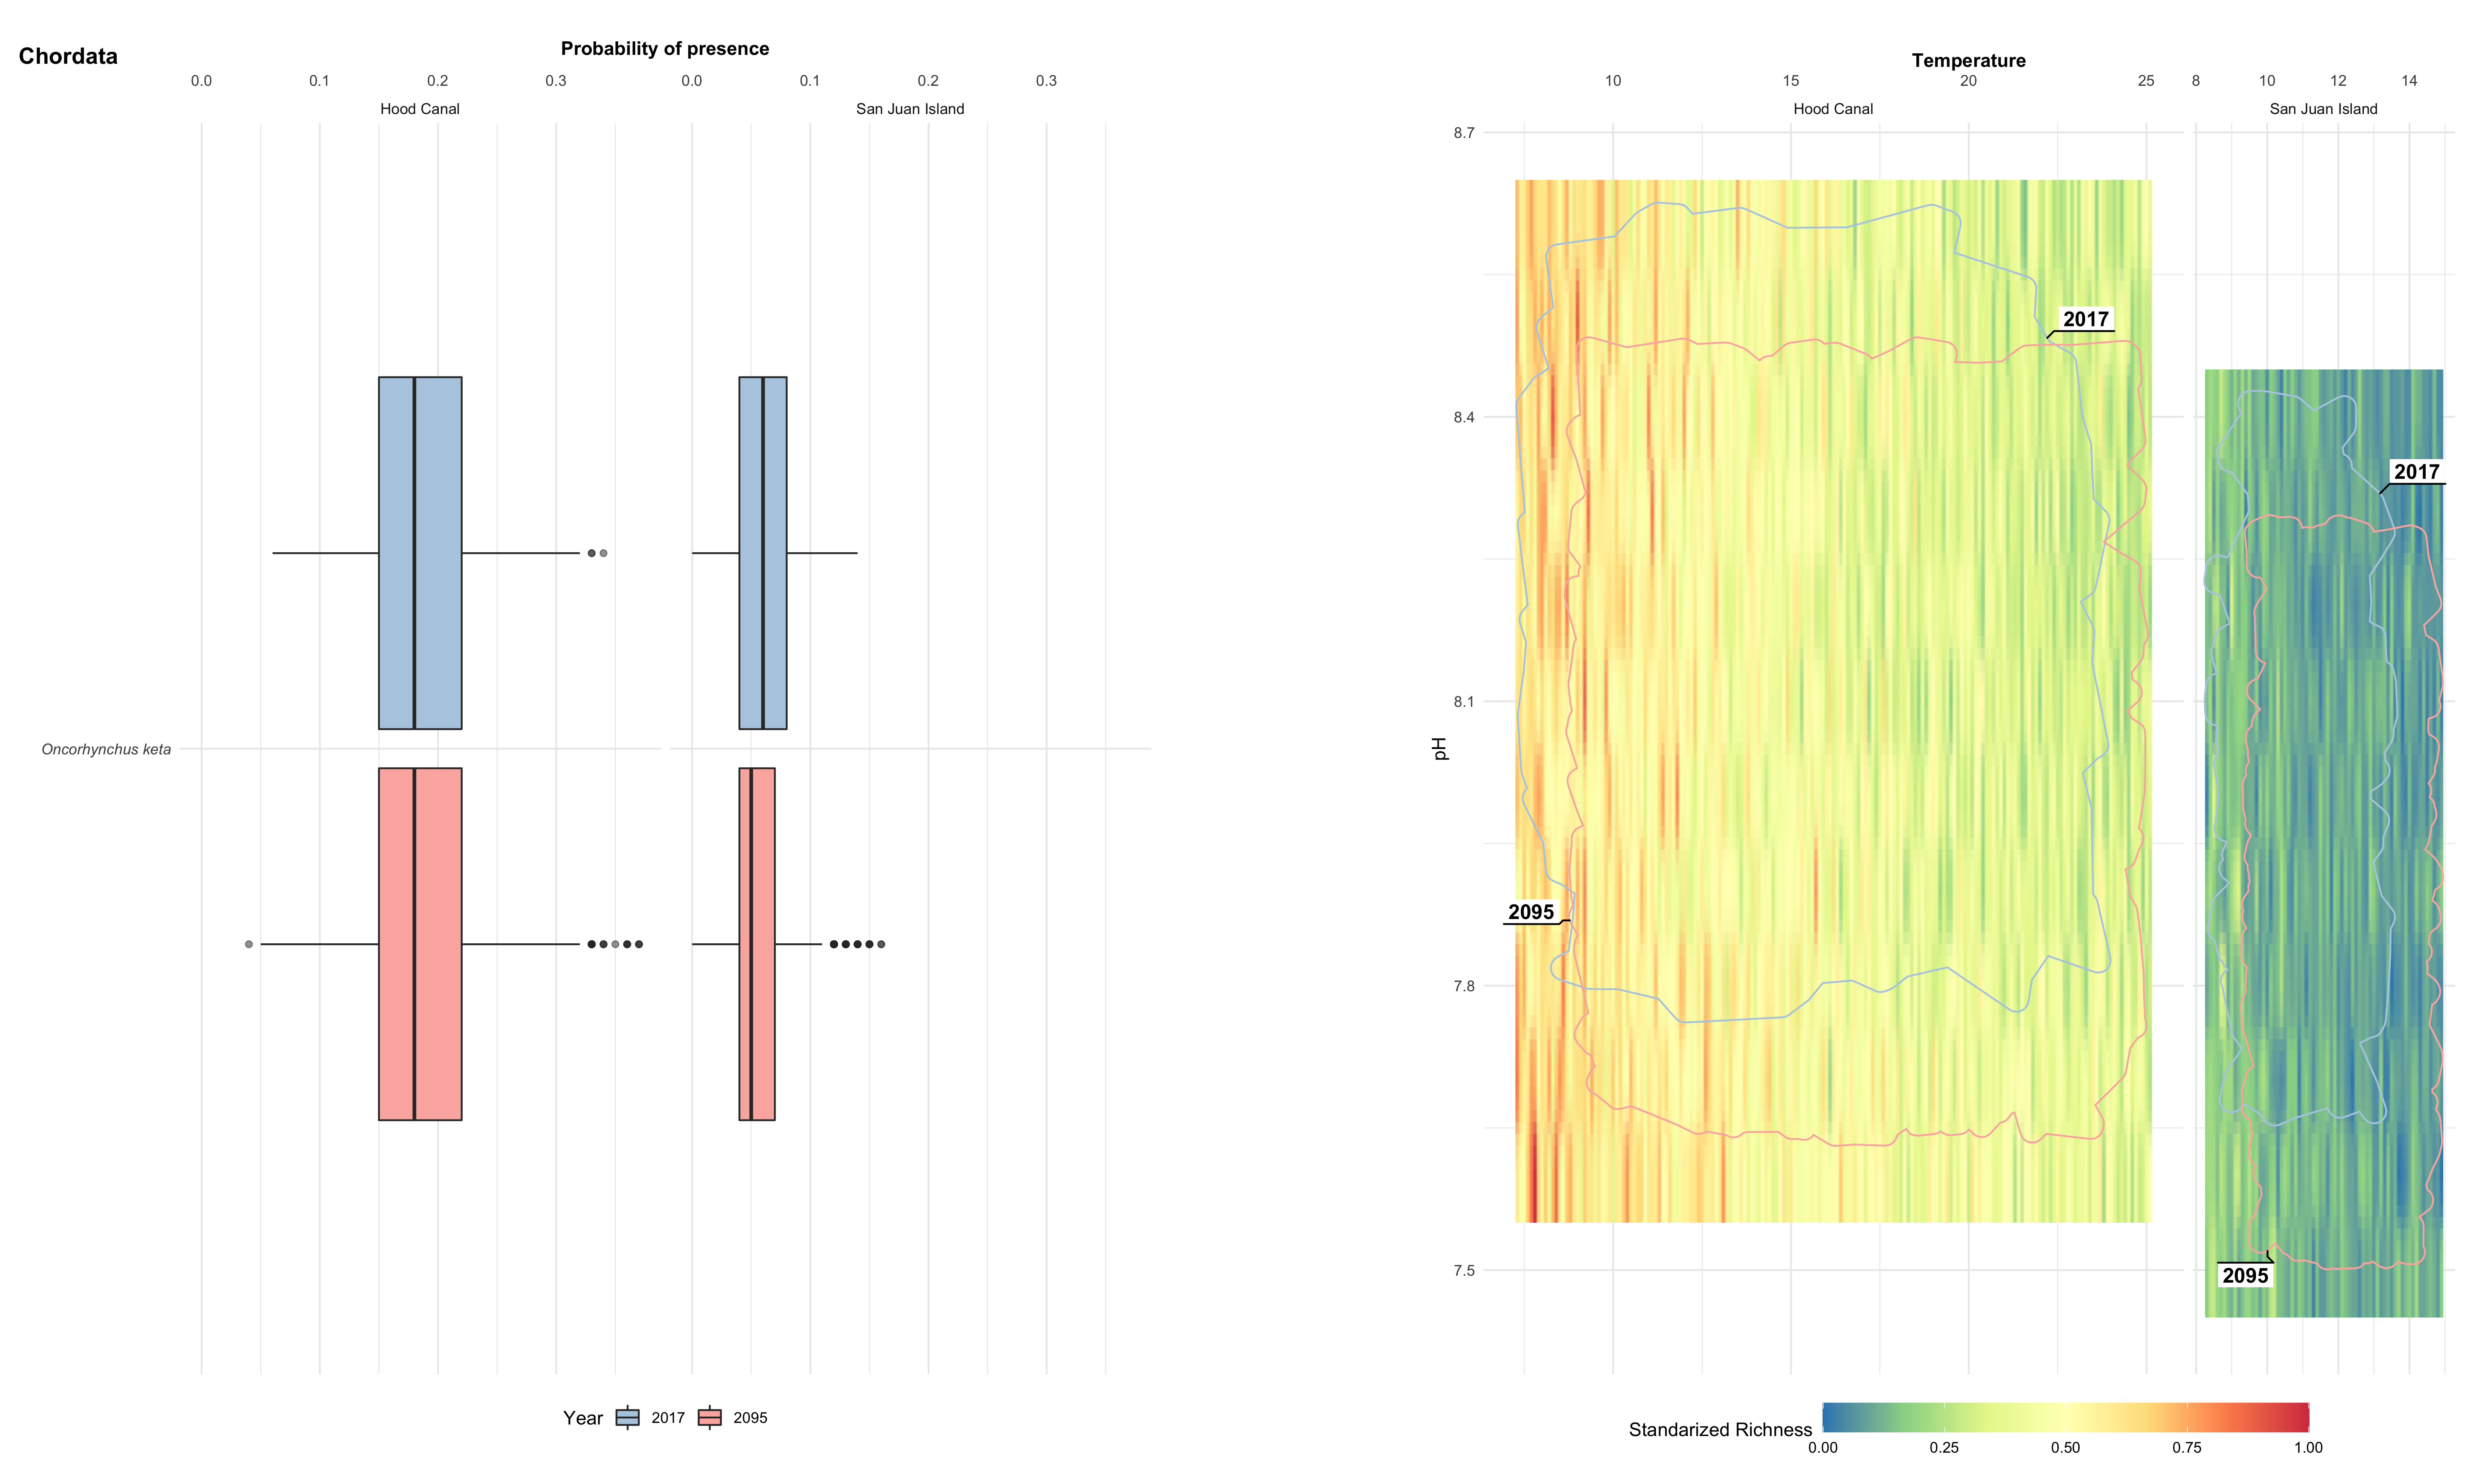 Chordata
Probability of presence
0.0 0.1 0.2 0.3 0.0 0.1 0.2 0.3
Hood Canal San Juan Island
Oncorhynchus keta
Year 2017 2095
Temperature
10 15 20 25 8 10 12 14
Hood Canal San Juan Island
8.7
8.4
8.1
7.8
7.5
pH
2017
2017
2095
2095
Standarized Richness
0.00 0.25 0.50 0.75 1.00